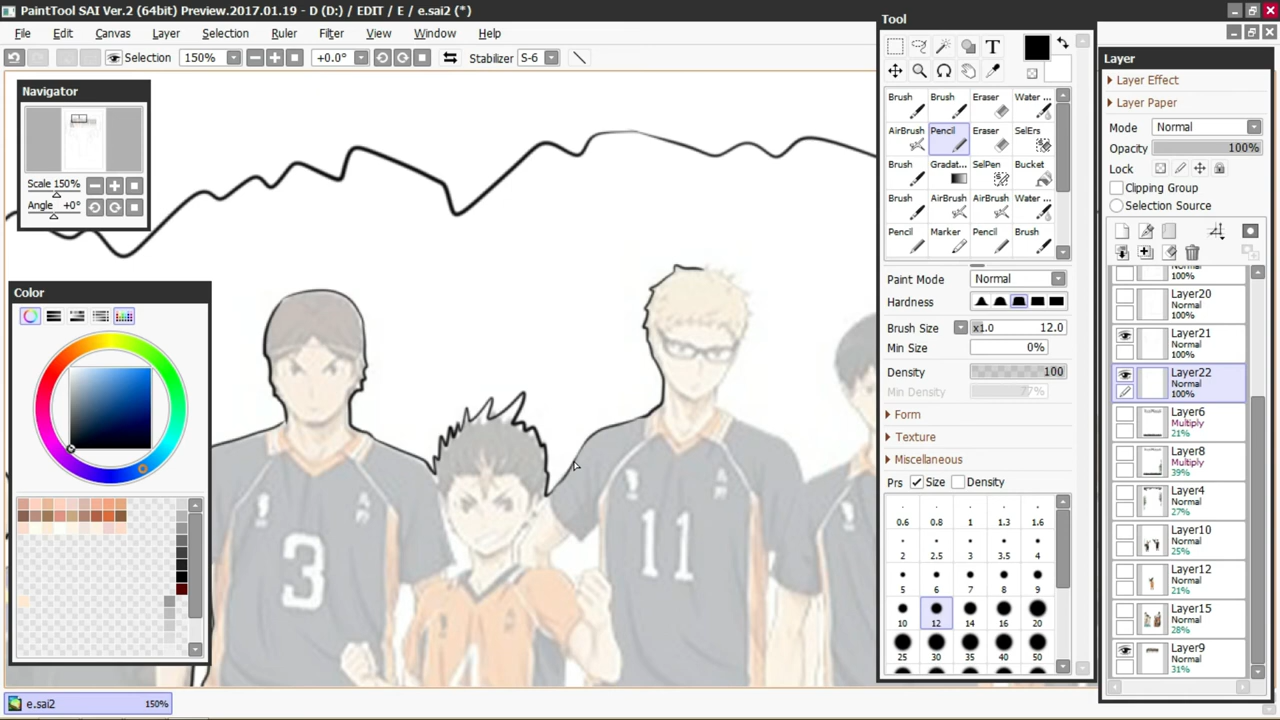 PaintTool SAI Ver.2 (64bit) Preview.2017.01.19 - D (D:) / EDIT / E / e.sai2 (*)
File Edit Canvas Layer Selection Ruler Filter View Window Help
Selection 150% +0.0° Stabilizer S-6
Navigator
Scale 150%
Angle +0°
Color
3
11
1
Tool
T
Brush Brush Eraser Water ...
AirBrush Pencil Eraser SelErs
Brush Gradat... SelPen Bucket
Brush AirBrush AirBrush Water ...
Pencil Marker Pencil Brush
Paint Mode Normal
Hardness
Brush Size x1.0 12.0
Min Size 0%
Density 100
Min Density 77%
Form
Texture
Miscellaneous
Prs Size Density
0.6 0.8 1 1.3 1.6
2 2.5 3 3.5 4
5 6 7 8 9
10 12 14 16 20
25 30 35 40 50
Layer
Layer Effect
Layer Paper
Mode Normal
Opacity 100%
Lock
Clipping Group
Selection Source
Normal
100%
Layer20
Normal
100%
Layer21
Normal
100%
Layer22
Normal
100%
Layer6
Multiply
21%
Layer8
Multiply
39%
Layer4
Normal
27%
Layer10
Normal
25%
Layer12
Normal
21%
Layer15
Normal
28%
Layer9
Normal
31%
e.sai2 150%